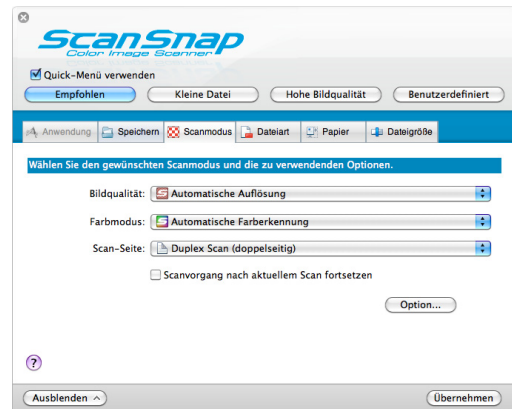 ScanSnap
Color Image Scanner
Quick-Menü verwenden
Empfohlen Kleine Datei Hohe Bildqualität Benutzerdefiniert
Anwendung Speichern Scanmodus Dateiart Papier Dateigröße
Wählen Sie den gewünschten Scanmodus und die zu verwendenden Optionen.
Bildqualität: Automatische Auflösung
Farbmodus: Automatische Farberkennung
Scan-Seite: Duplex Scan (doppelseitig)
Scanvorgang nach aktuellem Scan fortsetzen
Option...
?
Ausblenden Übernehmen